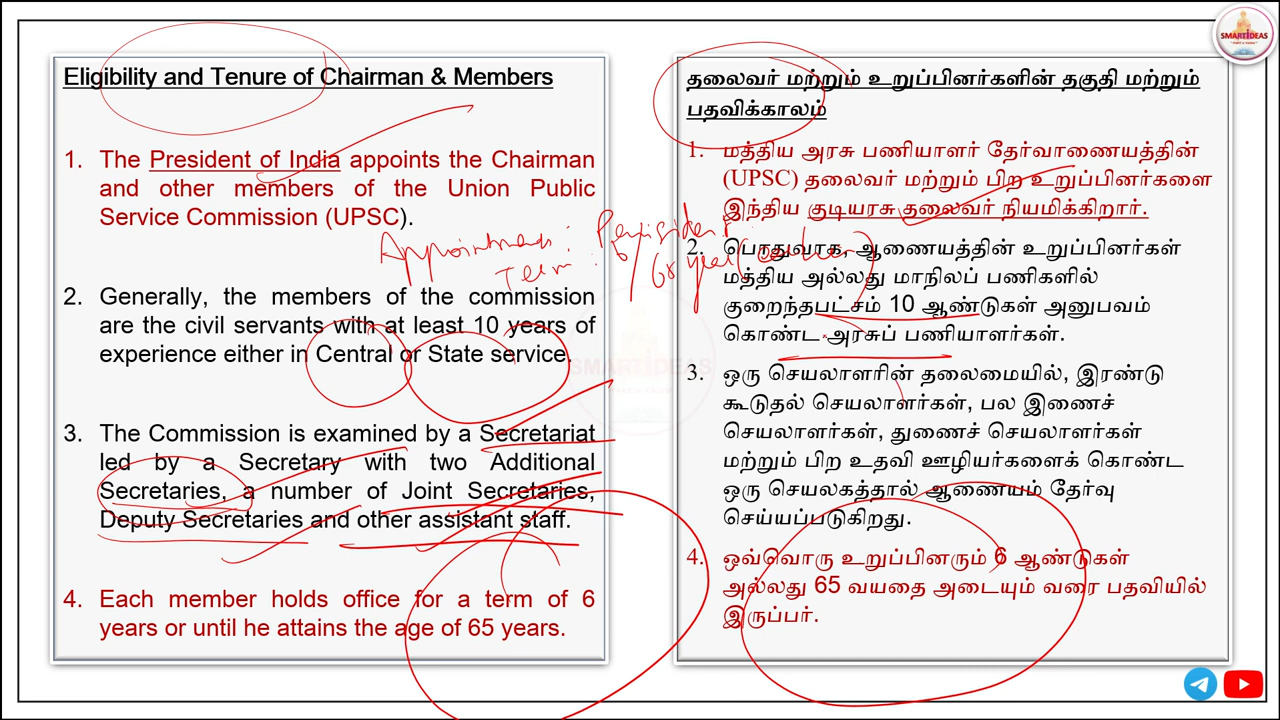 SMARTIDEAS
Eligibility and Tenure of Chairman & Members
1. The President of India appoints the Chairman
and other members of the Union Public
Service Commission (UPSC).
2. Generally, the members of the commission
are the civil servants with at least 10 years of
experience either in Central or State service.
3. The Commission is examined by a Secretariat
led by a Secretary with two Additional
Secretaries, a number of Joint Secretaries,
Deputy Secretaries and other assistant staff.
4. Each member holds office for a term of 6
years or until he attains the age of 65 years.
Term :
SMARTIDEAS
தலைவர் மற்றும் உறுப்பினர்களின் தகுதி மற்றும்
பதவிக்காலம்
1. மத்திய அரசு பணியாளர் தேர்வாணையத்தின்
(UPSC) தலைவர் மற்றும் பிற உறுப்பினர்களை
இந்திய குடியரசு தலைவர் நியமிக்கிறார்.
2. பொதுவாக, ஆணையத்தின் உறுப்பினர்கள்
மத்திய அல்லது மாநிலப் பணிகளில்
குறைந்தபட்சம் 10 ஆண்டுகள் அனுபவம்
கொண்ட அரசுப் பணியாளர்கள்.
3. ஒரு செயலாளரின் தலைமையில், இரண்டு
கூடுதல் செயலாளர்கள், பல இணைச்
செயலாளர்கள், துணைச் செயலாளர்கள்
மற்றும் பிற உதவி ஊழியர்களைக் கொண்ட
ஒரு செயலகத்தால் ஆணையம் தேர்வு
செய்யப்படுகிறது.
4. ஒவ்வொரு உறுப்பினரும் 6 ஆண்டுகள்
அல்லது 65 வயதை அடையும் வரை பதவியில்
இருப்பர்.